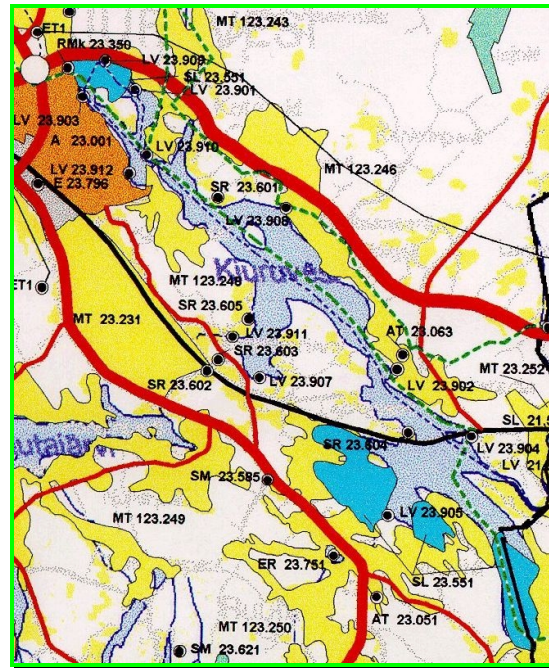 MT 123.243
ET1
RMk 23.350
LV 23.909
SL 23.551
LV 23.901
LV 23.903
A 23.001
LV 23.910
MT 123.246
LV 23.912
E 23.796
SR 23.601
LV 23.908
MT 123.248
ET1
SR 23.605
MT 23.231
AT 23.063
LV 23.911
SR 23.603
MT 23.252
SR 23.602
LV 23.907
LV 23.902
SL 21.5
SR 23.604
LV 23.904
LV 21.
SM 23.585
MT 123.249
LV 23.905
ER 23.751
SL 23.551
AT 23.051
MT 123.250
SM 23.621